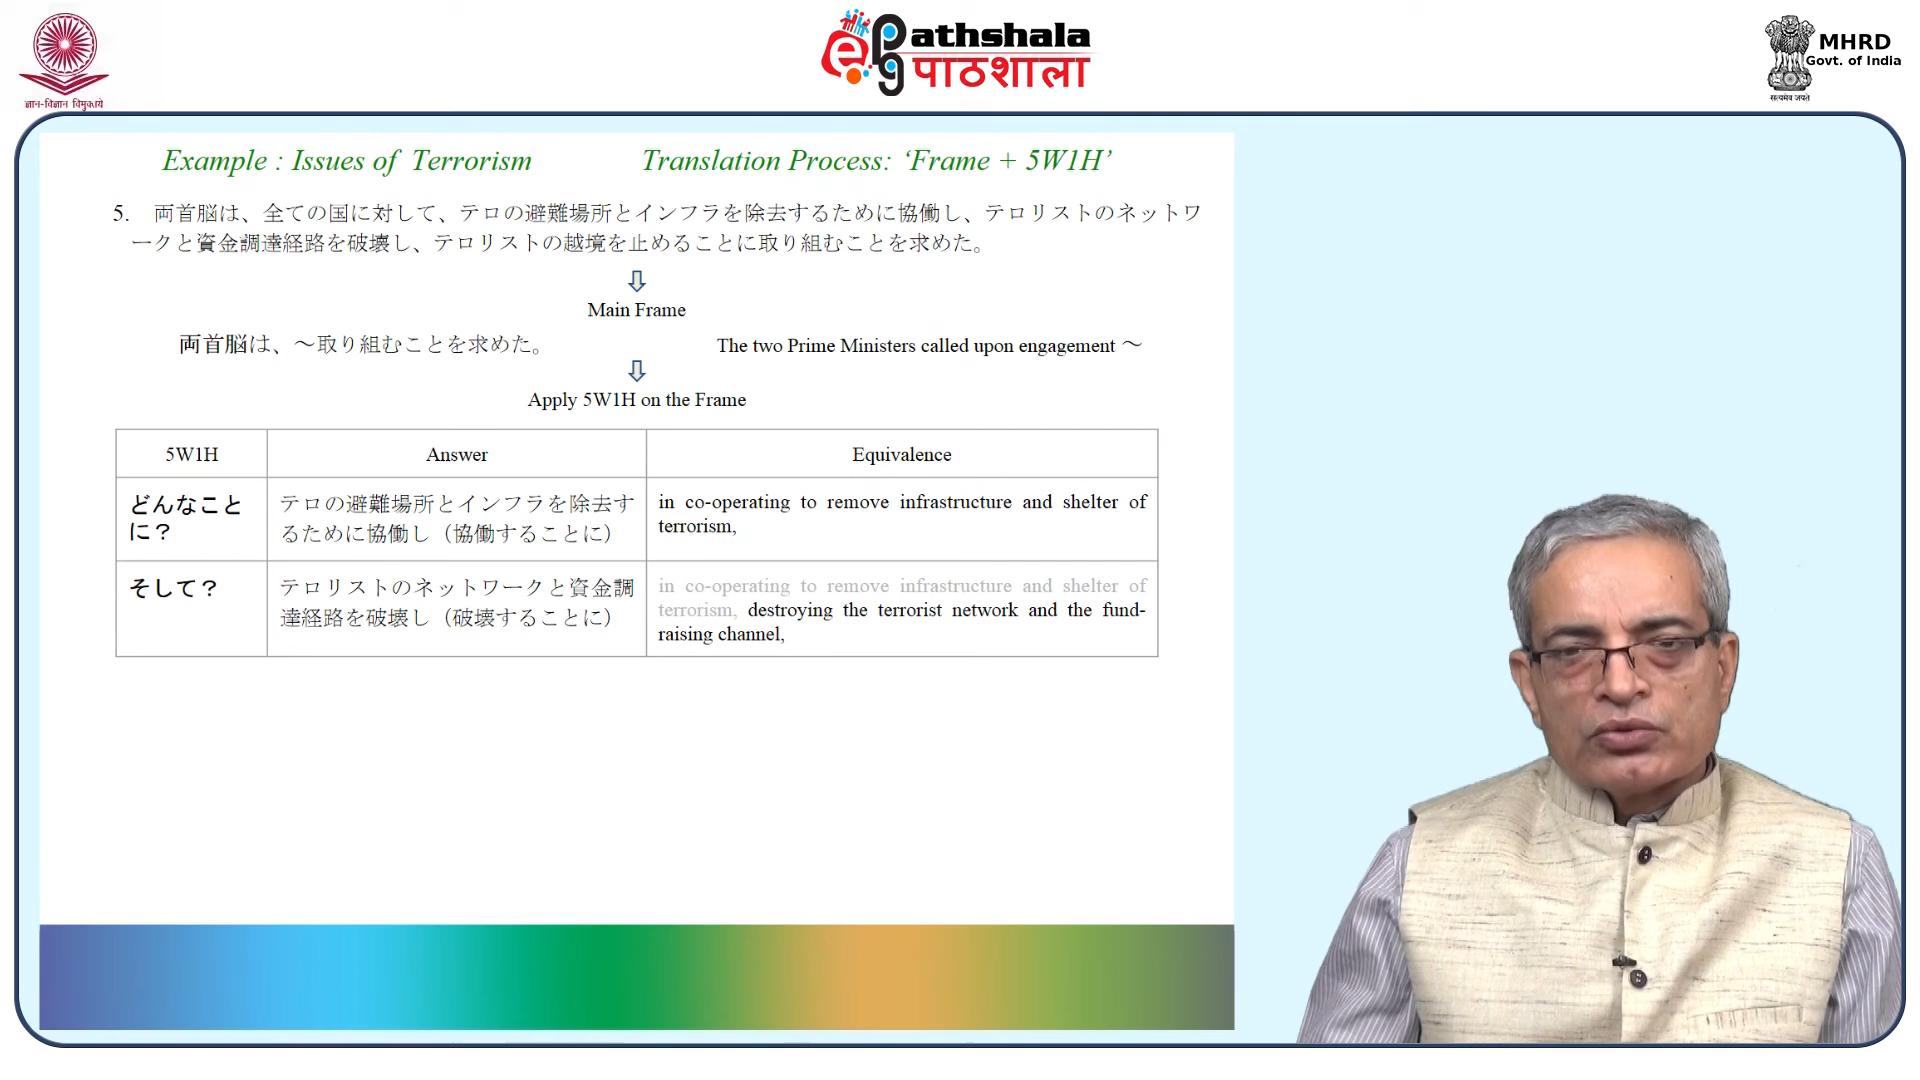 ज्ञान-विज्ञान विमुक्तये
ePathshala
पाठशाला
MHRD
Govt. of India
सत्यमेव जयते
Example : Issues of Terrorism
Translation Process: ‘Frame + 5W1H’
5. 両首脳は、全ての国に対して、テロの避難場所とインフラを除去するために協働し、テロリストのネットワ
ークと資金調達経路を破壊し、テロリストの越境を止めることに取り組むことを求めた。
Main Frame
両首脳は、～取り組むことを求めた。
The two Prime Ministers called upon engagement ～
Apply 5W1H on the Frame
5W1H
Answer
Equivalence
どんなこと
に？
テロの避難場所とインフラを除去す
るために協働し（協働することに）
in co-operating to remove infrastructure and shelter of
terrorism,
そして？
テロリストのネットワークと資金調
達経路を破壊し（破壊することに）
in co-operating to remove infrastructure and shelter of
terrorism, destroying the terrorist network and the fund-
raising channel,